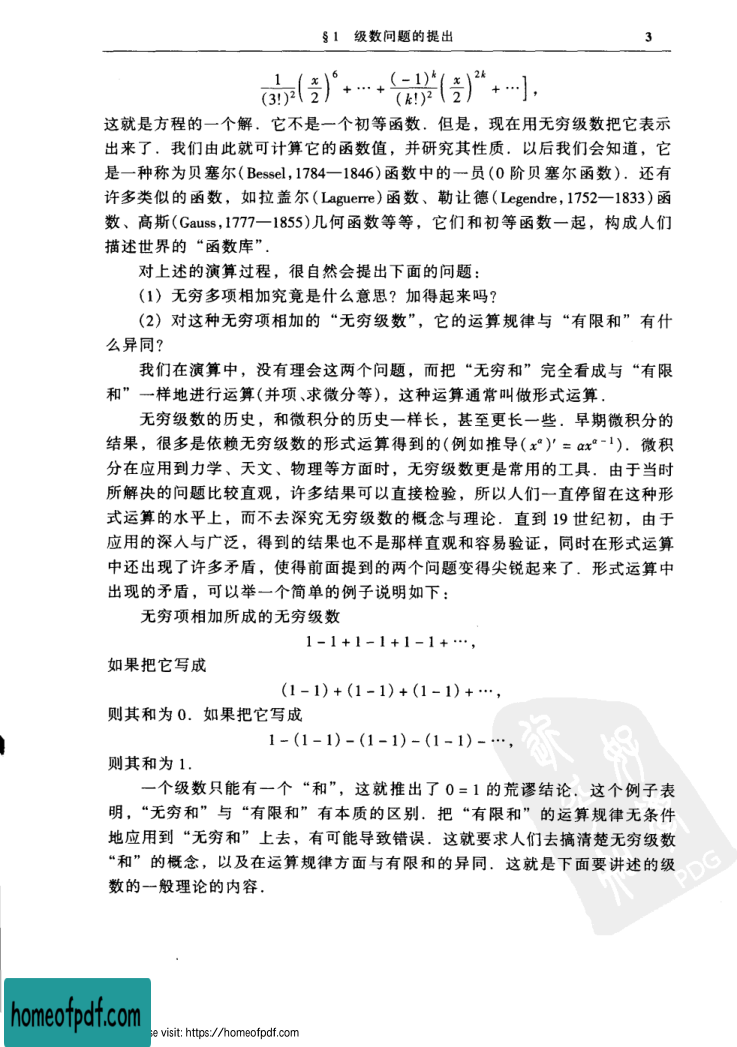 §1 级数问题的提出 3
\frac{1}{(3!)^2}\left(\frac{x}{2}\right)^6 + \cdots + \frac{(-1)^k}{(k!)^2}\left(\frac{x}{2}\right)^{2k} + \cdots],
这就是方程的一个解．它不是一个初等函数．但是，现在用无穷级数把它表示
出来了．我们由此就可计算它的函数值，并研究其性质．以后我们会知道，它
是一种称为贝塞尔(Bessel,1784—1846)函数中的一员(0 阶贝塞尔函数)．还有
许多类似的函数，如拉盖尔(Laguerre)函数、勒让德(Legendre,1752—1833)函
数、高斯(Gauss,1777—1855)几何函数等等，它们和初等函数一起，构成人们
描述世界的“函数库”．
对上述的演算过程，很自然会提出下面的问题：
(1) 无穷多项相加究竟是什么意思？加得起来吗？
(2) 对这种无穷项相加的“无穷级数”，它的运算规律与“有限和”有什
么异同？
我们在演算中，没有理会这两个问题，而把“无穷和”完全看成与“有限
和”一样地进行运算(并项、求微分等)，这种运算通常叫做形式运算．
无穷级数的历史，和微积分的历史一样长，甚至更长一些．早期微积分的
结果，很多是依赖无穷级数的形式运算得到的(例如推导(x^α)′ = αx^{α-1})．微积
分在应用到力学、天文、物理等方面时，无穷级数更是常用的工具．由于当时
所解决的问题比较直观，许多结果可以直接检验，所以人们一直停留在这种形
式运算的水平上，而不去深究无穷级数的概念与理论．直到 19 世纪初，由于
应用的深入与广泛，得到的结果也不是那样直观和容易验证，同时在形式运算
中还出现了许多矛盾，使得前面提到的两个问题变得尖锐起来了．形式运算中
出现的矛盾，可以举一个简单的例子说明如下：
无穷项相加所成的无穷级数
1-1+1-1+1-1+⋯,
如果把它写成
(1-1)+(1-1)+(1-1)+⋯,
则其和为 0．如果把它写成
1-(1-1)-(1-1)-(1-1)-⋯,
则其和为 1．
一个级数只能有一个“和”，这就推出了 0=1 的荒谬结论．这个例子表
明，“无穷和”与“有限和”有本质的区别．把“有限和”的运算规律无条件
地应用到“无穷和”上去，有可能导致错误．这就要求人们去搞清楚无穷级数
“和”的概念，以及在运算规律方面与有限和的异同．这就是下面要讲述的级
数的一般理论的内容．
PDG
homeofpdf.com
se visit: https://homeofpdf.com